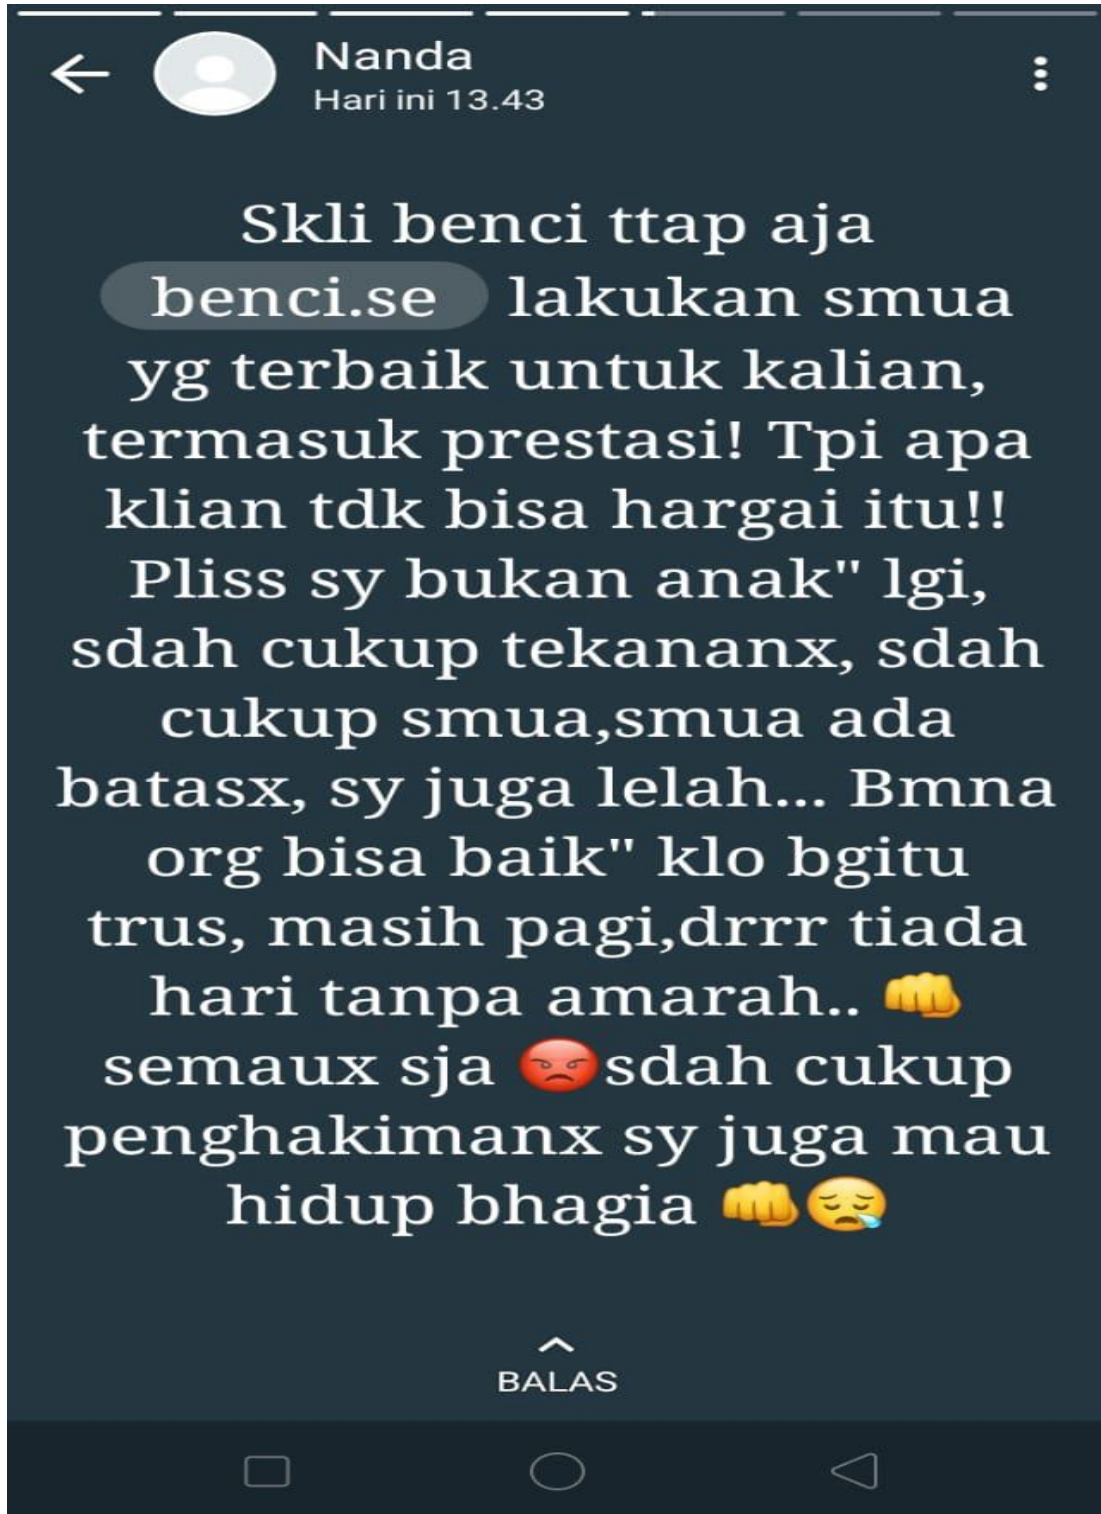 Nanda
Hari ini 13.43
Skli benci ttap aja
benci.se lakukan smua
yg terbaik untuk kalian,
termasuk prestasi! Tpi apa
klian tdk bisa hargai itu!!
Pliss sy bukan anak" lgi,
sdah cukup tekananx, sdah
cukup smua,smua ada
batasx, sy juga lelah... Bmna
org bisa baik" klo bgitu
trus, masih pagi,drrr tiada
hari tanpa amarah.. 👊
semaux sja 😡sdah cukup
penghakimanx sy juga mau
hidup bhagia 👊😪
BALAS